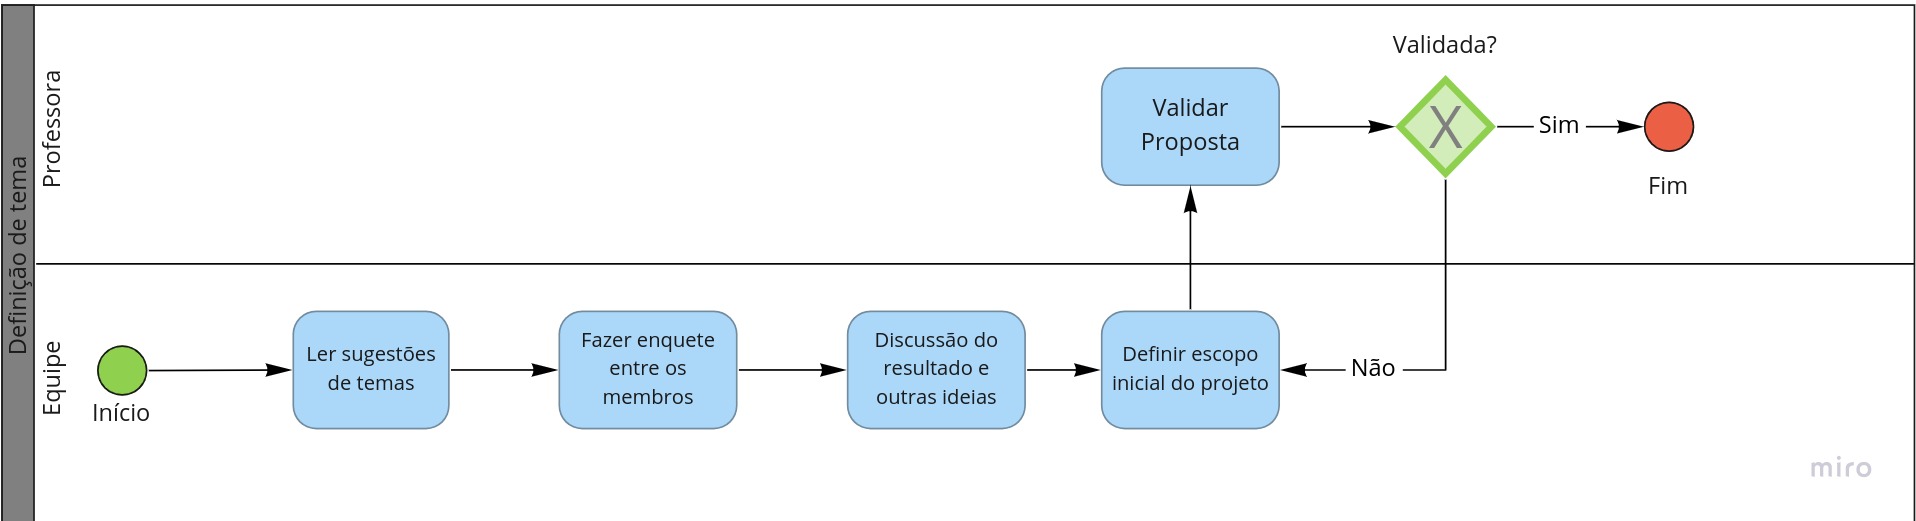 Definição de tema
Professora
Validar
Proposta
Validada?
X
Sim
Fim
Equipe
Início
Ler sugestões
de temas
Fazer enquete
entre os
membros
Discussão do
resultado e
outras ideias
Definir escopo
inicial do projeto
Não
miro